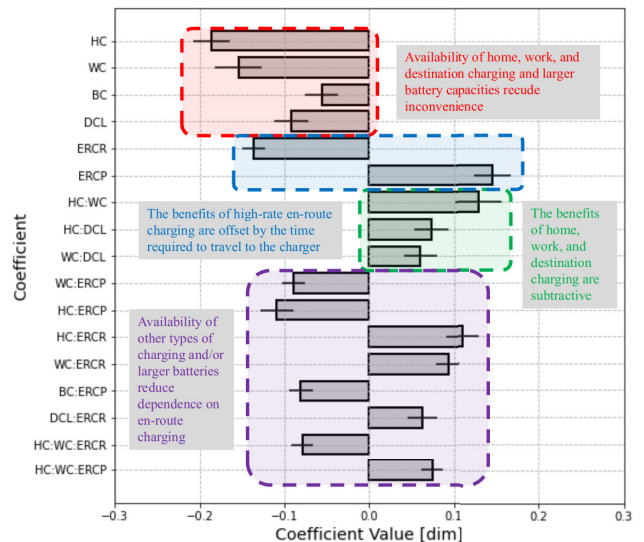 HC
WC
BC
DCL
ERCR
ERCP
HC:WC
HC:DCL
WC:DCL
WC:ERCP
HC:ERCP
HC:ERCR
WC:ERCR
BC:ERCP
DCL:ERCR
HC:WC:ERCR
HC:WC:ERCP
Coefficient
Availability of home, work, and
destination charging and larger
battery capacities recude
inconvenience
The benefits of high-rate en-route
charging are offset by the time
required to travel to the charger
The benefits
of home,
work, and
destination
charging are
subtractive
Availability of
other types of
charging and/or
larger batteries
reduce
dependence on
en-route
charging
−0.3
−0.2
−0.1
0.0
0.1
0.2
0.3
Coefficient Value [dim]